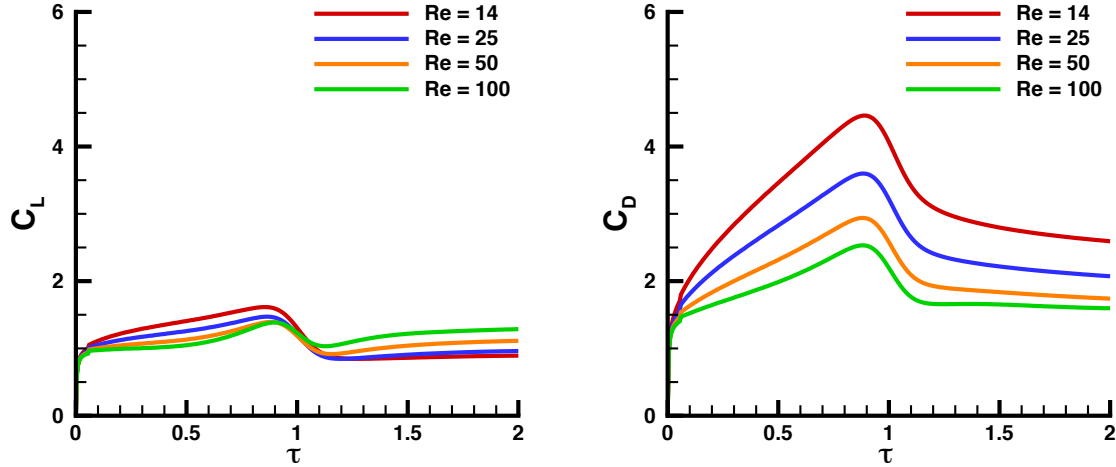 6
Re = 14
Re = 25
Re = 50
Re = 100
4
C_L
2
0
0
0.5
1
1.5
2
τ
6
Re = 14
Re = 25
Re = 50
Re = 100
4
C_D
2
0
0
0.5
1
1.5
2
τ